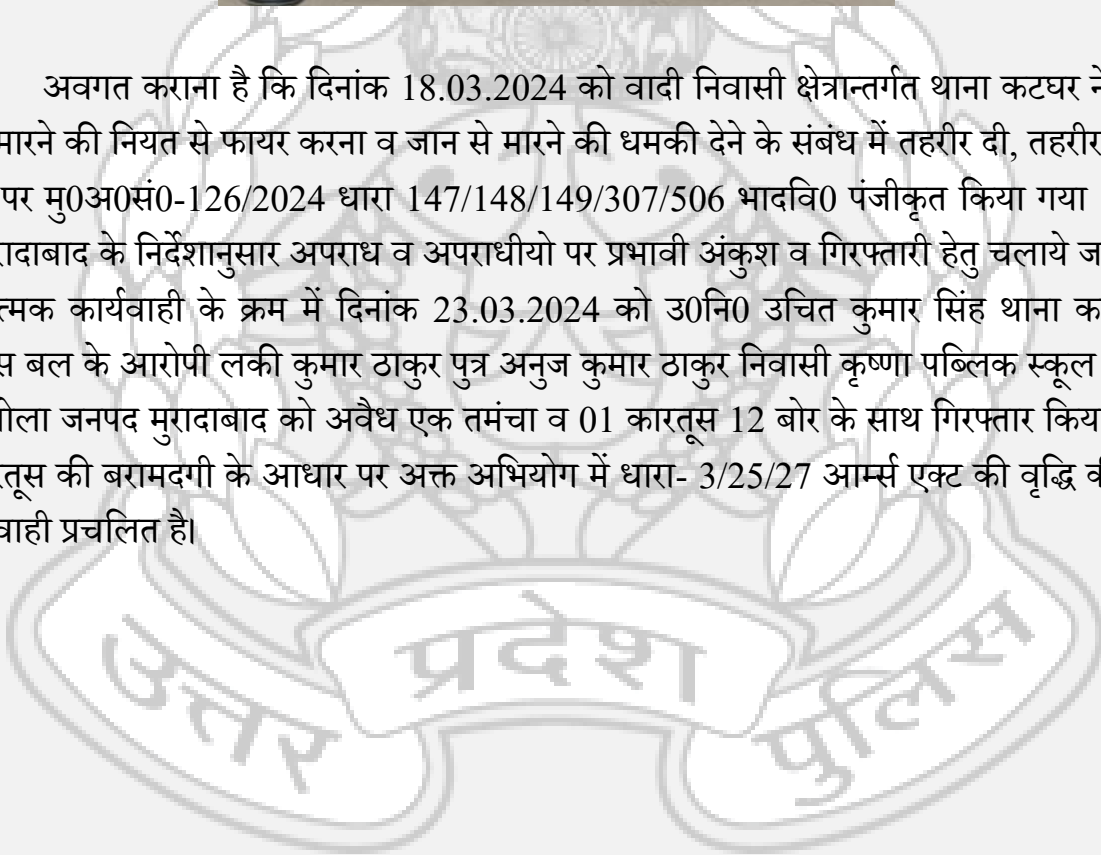 अवगत कराना है कि दिनांक 18.03.2024 को वादी निवासी क्षेत्रान्तर्गत थाना कटघर ने
मारने की नियत से फायर करना व जान से मारने की धमकी देने के संबंध में तहरीर दी, तहरीर
पर मु0अ0सं0-126/2024 धारा 147/148/149/307/506 भादवि0 पंजीकृत किया गया
रादाबाद के निर्देशानुसार अपराध व अपराधीयो पर प्रभावी अंकुश व गिरफ्तारी हेतु चलाये ज
त्मक कार्यवाही के क्रम में दिनांक 23.03.2024 को उ0नि0 उचित कुमार सिंह थाना क
स बल के आरोपी लकी कुमार ठाकुर पुत्र अनुज कुमार ठाकुर निवासी कृष्णा पब्लिक स्कूल
ोला जनपद मुरादाबाद को अवैध एक तमंचा व 01 कारतूस 12 बोर के साथ गिरफ्तार किया
रतूस की बरामदगी के आधार पर अक्त अभियोग में धारा- 3/25/27 आर्म्स एक्ट की वृद्धि की
वाही प्रचलित है।
उत्तर प्रदेश पुलिस